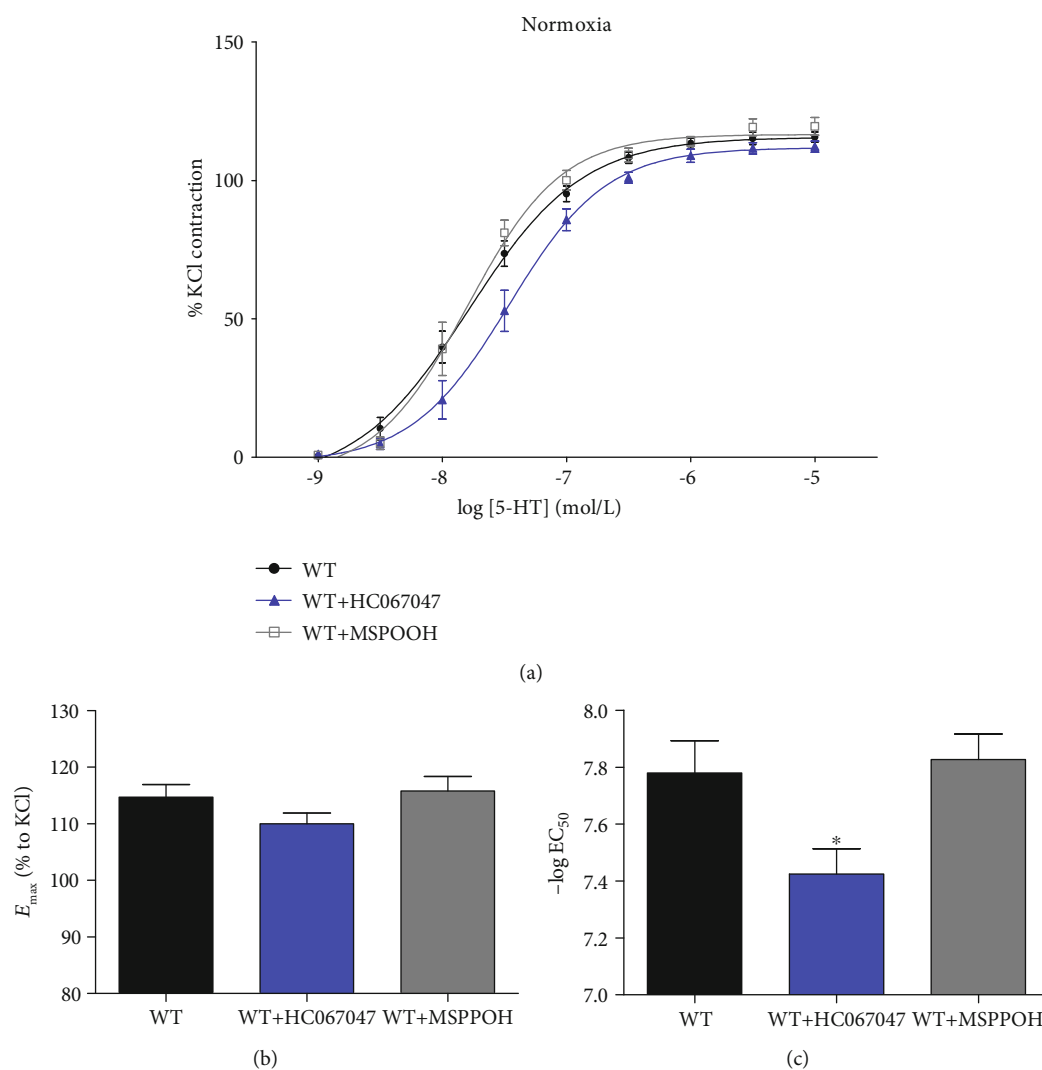 Normoxia
150
100
50
0
% KCl contraction
-9 -8 -7 -6 -5
log [5-HT] (mol/L)
WT
WT+HC067047
WT+MSPOOH
(a)
130
120
110
100
90
80
E_max (% to KCl)
WT WT+HC067047 WT+MSPPOH
(b)
8.0
7.8
7.6
7.4
7.2
7.0
−log EC₅₀
*
WT WT+HC067047 WT+MSPPOH
(c)